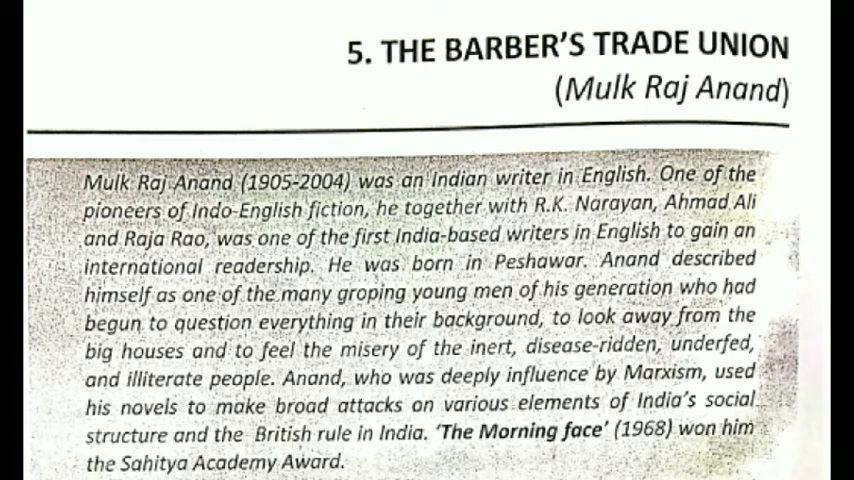 5. THE BARBER'S TRADE UNION
(Mulk Raj Anand)
Mulk Raj Anand (1905-2004) was an Indian writer in English. One of the
pioneers of Indo-English fiction, he together with R.K. Narayan, Ahmad Ali
and Raja Rao, was one of the first India-based writers in English to gain an
international readership. He was born in Peshawar. Anand described
himself as one of the many groping young men of his generation who had
begun to question everything in their background, to look away from the
big houses and to feel the misery of the inert, disease-ridden, underfed,
and illiterate people. Anand, who was deeply influence by Marxism, used
his novels to make broad attacks on various elements of India's social
structure and the British rule in India. 'The Morning face' (1968) won him
the Sahitya Academy Award.